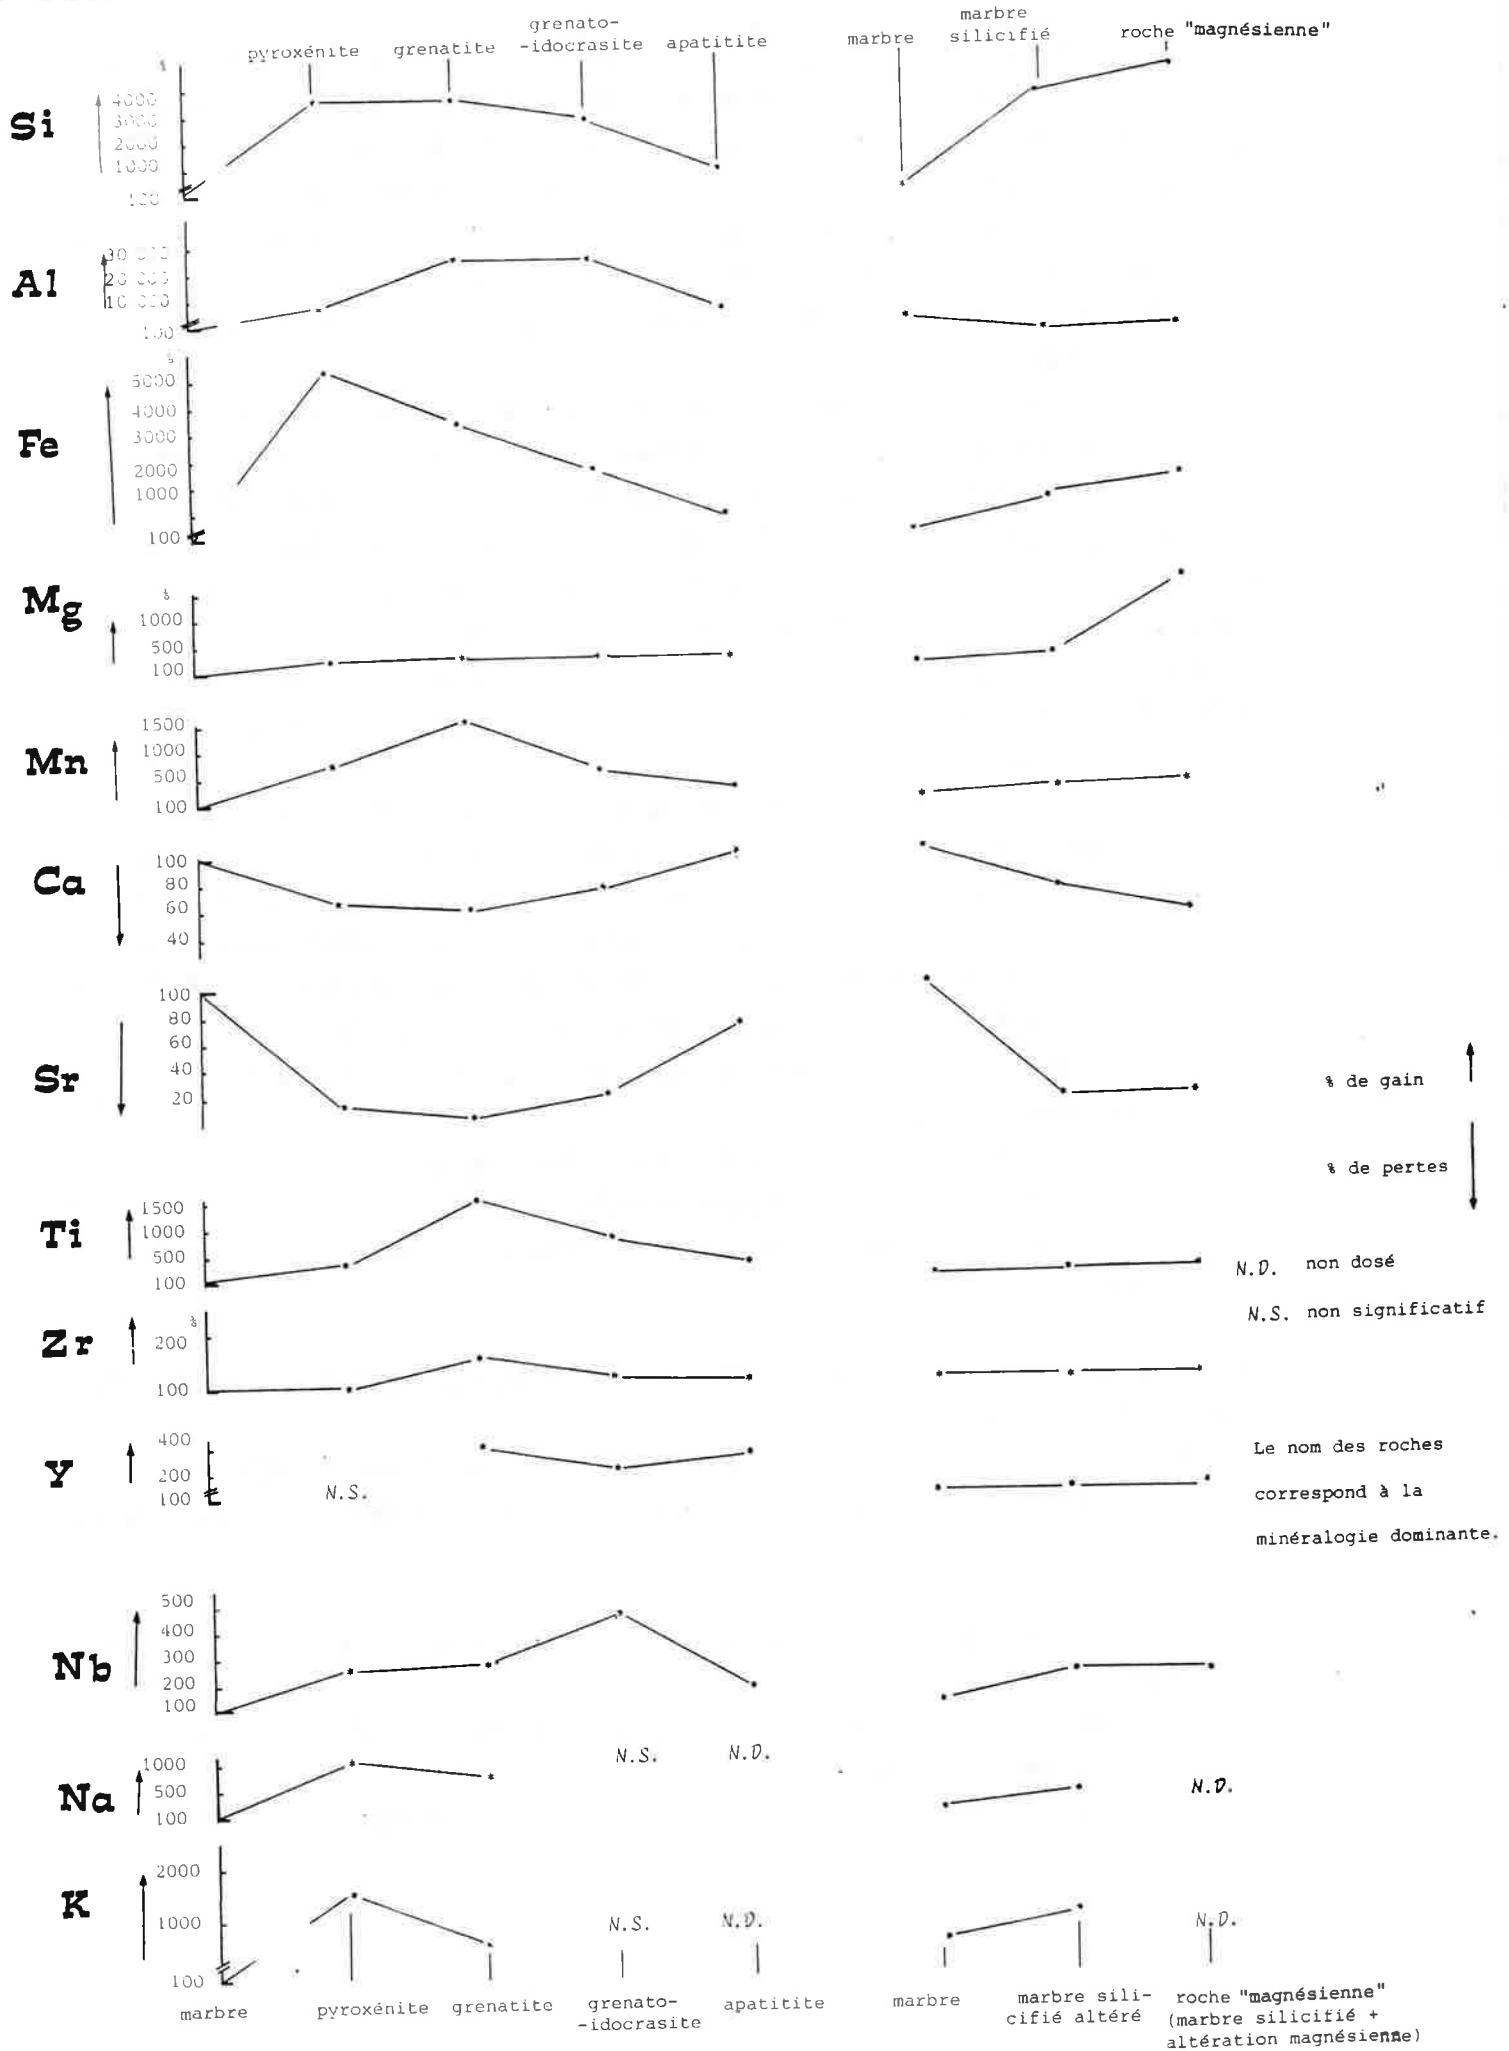 pyroxénite grenatite grenato-
-idocrasite apatitite marbre marbre
silicifié roche "magnésienne"
Si
%
4000
3000
2000
1000
100
Al
30 000
20 000
10 000
100
Fe
%
5000
4000
3000
2000
1000
100
Mg
%
1000
500
100
Mn
1500
1000
500
100
Ca
100
80
60
40
Sr
100
80
60
40
20
% de gain
% de pertes
Ti
1500
1000
500
100
N.D. non dosé
N.S. non significatif
Zr
%
200
100
Y
400
200
100
N.S.
Le nom des roches
correspond à la
minéralogie dominante.
Nb
500
400
300
200
100
Na
1000
500
100
N.S. N.D. N.D.
K
2000
1000
100
N.S. N.D. N.D.
marbre pyroxénite grenatite grenato-
-idocrasite apatitite marbre marbre sili-
cifié altéré roche "magnésienne"
(marbre silicifié +
altération magnésienne)